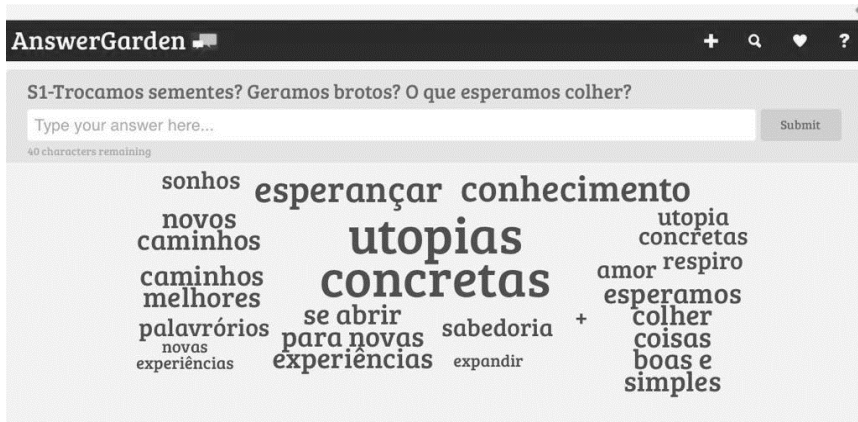 AnswerGarden
S1-Trocamos sementes? Geramos brotos? O que esperamos colher?
Type your answer here...
Submit
40 characters remaining
sonhos
esperançar
conhecimento
novos
caminhos
utopias
concretas
utopia
concretas
amor
respiro
caminhos
melhores
esperamos
colher
coisas
boas e
simples
palavrórios
se abrir
para novas
experiências
sabedoria
+
novas
experiências
expandir